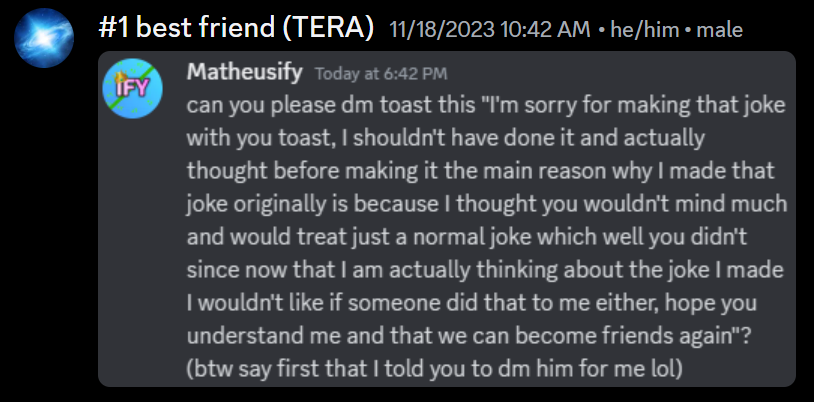 #1 best friend (TERA) 11/18/2023 10:42 AM • he/him • male
IFY
Matheusify Today at 6:42 PM
can you please dm toast this "I'm sorry for making that joke
with you toast, I shouldn't have done it and actually
thought before making it the main reason why I made that
joke originally is because I thought you wouldn't mind much
and would treat just a normal joke which well you didn't
since now that I am actually thinking about the joke I made
I wouldn't like if someone did that to me either, hope you
understand me and that we can become friends again"?
(btw say first that I told you to dm him for me lol)